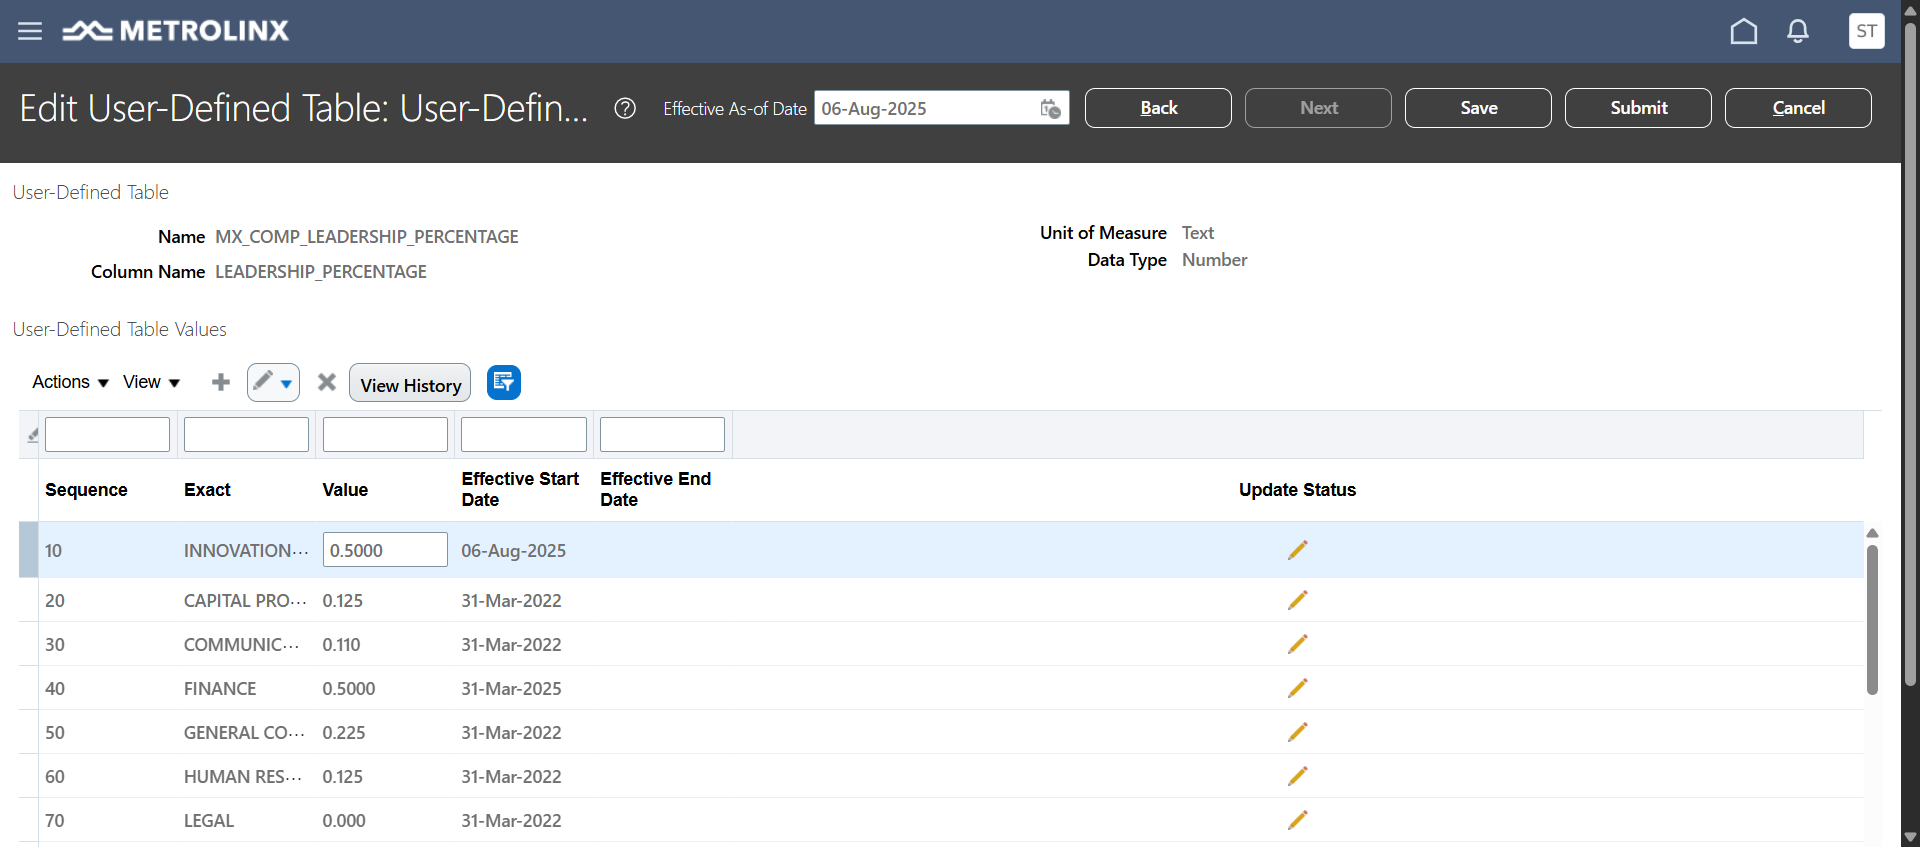 METROLINX
ST
Edit User-Defined Table: User-Defin...
Effective As-of Date 06-Aug-2025
Back Next Save Submit Cancel
User-Defined Table
Name MX_COMP_LEADERSHIP_PERCENTAGE
Column Name LEADERSHIP_PERCENTAGE
Unit of Measure Text
Data Type Number
User-Defined Table Values
Actions View View History
Sequence Exact Value Effective Start Date Effective End Date Update Status
10 INNOVATION... 0.5000 06-Aug-2025
20 CAPITAL PRO... 0.125 31-Mar-2022
30 COMMUNIC... 0.110 31-Mar-2022
40 FINANCE 0.5000 31-Mar-2025
50 GENERAL CO... 0.225 31-Mar-2022
60 HUMAN RES... 0.125 31-Mar-2022
70 LEGAL 0.000 31-Mar-2022